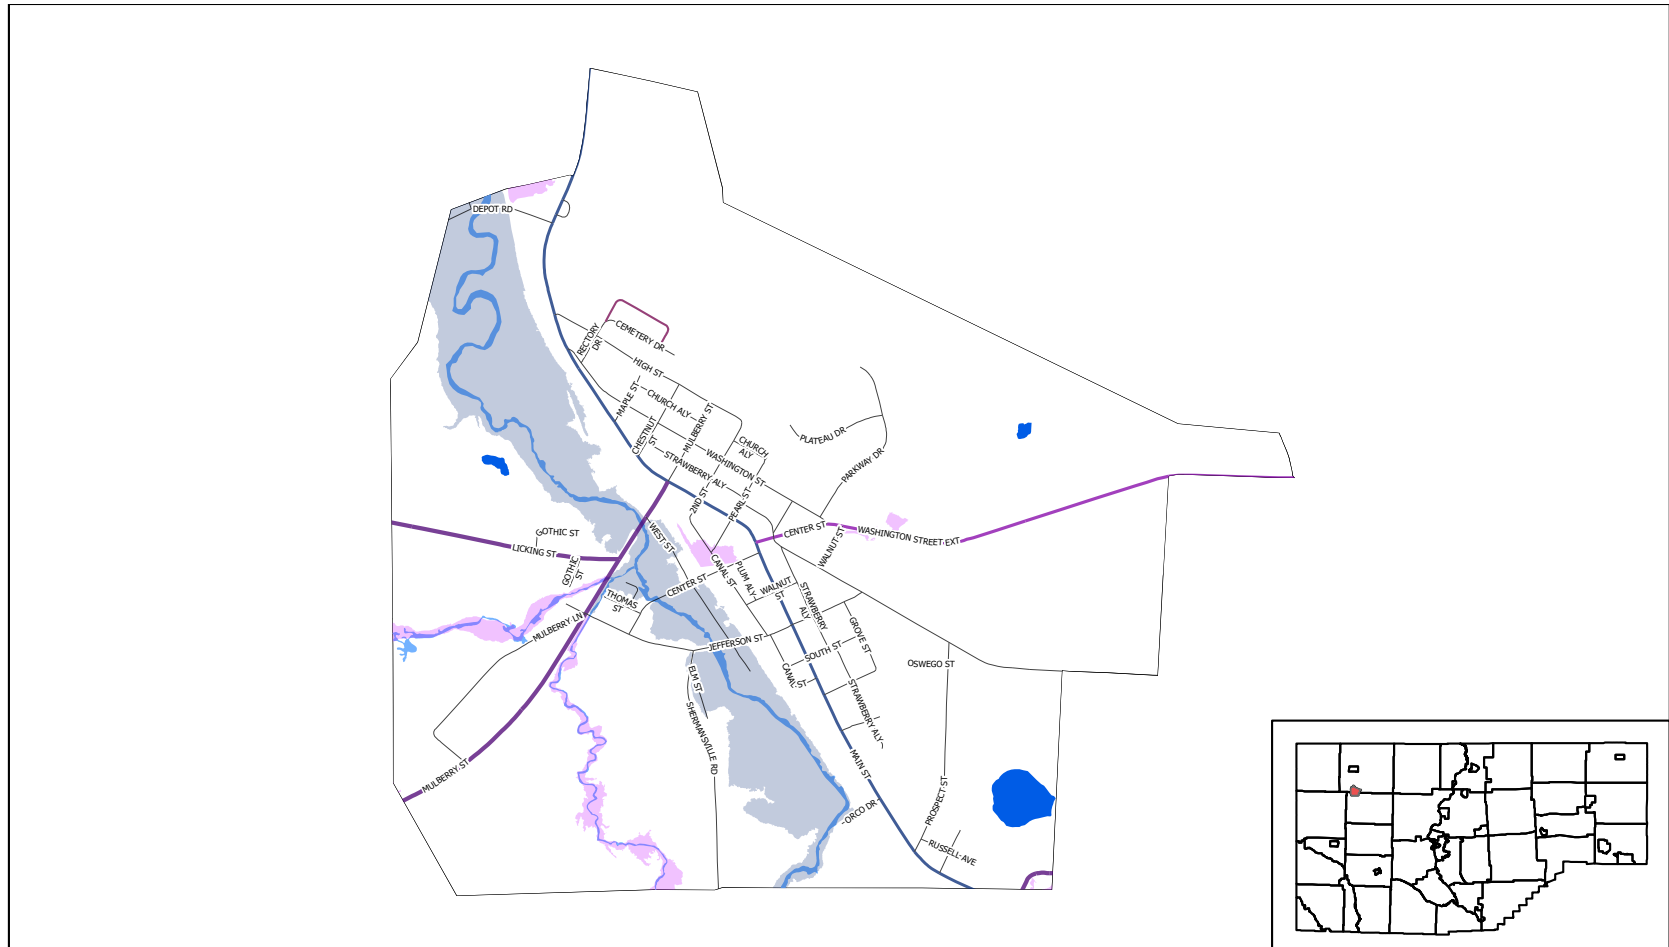 DEPOT RD
RECTORY
DR
CEMETERY DR
HIGH ST
MAPLE ST
CHURCH ALY
CHESTNUT
ST
MULBERRY ST
CHURCH
ALY
STRAWBERRY ALY
WASHINGTON ST
PLATEAU DR
PARKWAY DR
2ND ST
PEARL ST
GOTHIC ST
LICKING ST
GOTHIC
ST
WEST ST
CENTER ST
WALNUT ST
WASHINGTON STREET EXT
CANAL ST
PLUM ALY
CENTER ST
WALNUT
ST
THOMAS
ST
MULBERRY LN
STRAWBERRY
ALY
GROVE ST
JEFFERSON ST
SOUTH ST
OSWEGO ST
CANAL
ST
ELM ST
SHERMANSVILLE RD
STRAWBERRY ALY
MAIN ST
MULBERRY ST
ORCO DR
PROSPECT ST
RUSSELL AVE